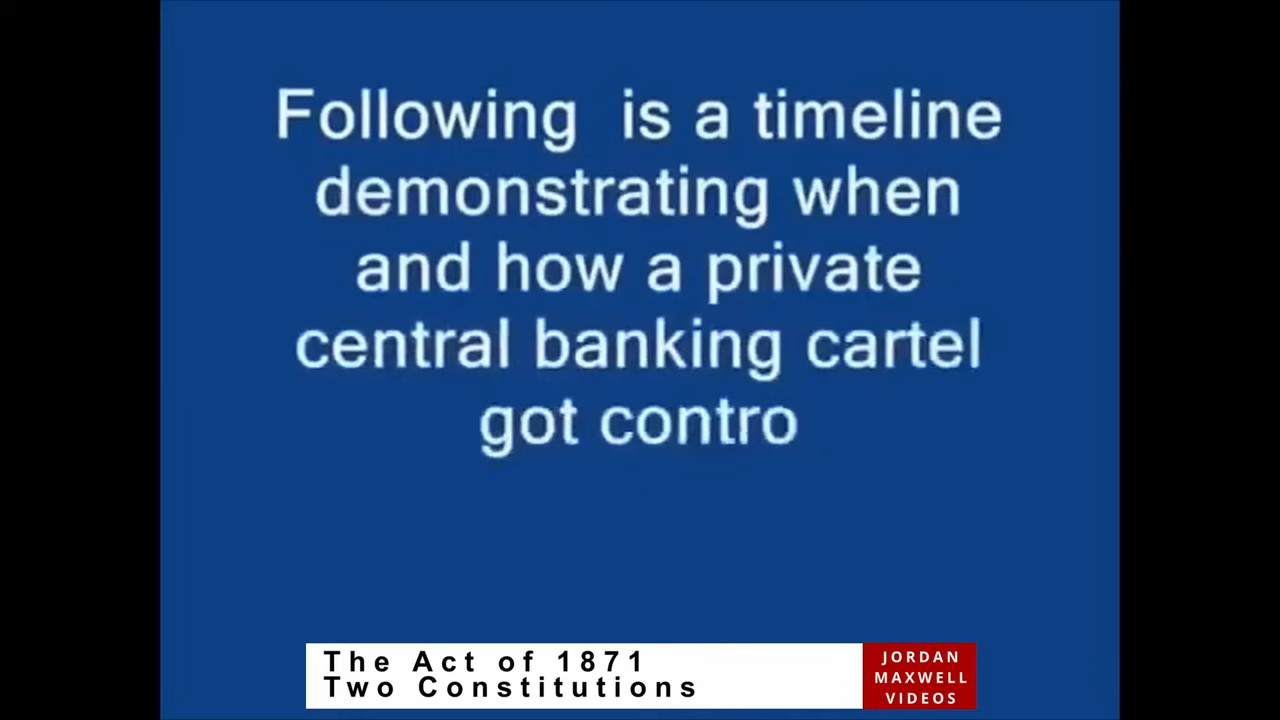 Following is a timeline
demonstrating when
and how a private
central banking cartel
got contro
The Act of 1871
Two Constitutions
JORDAN
MAXWELL
VIDEOS